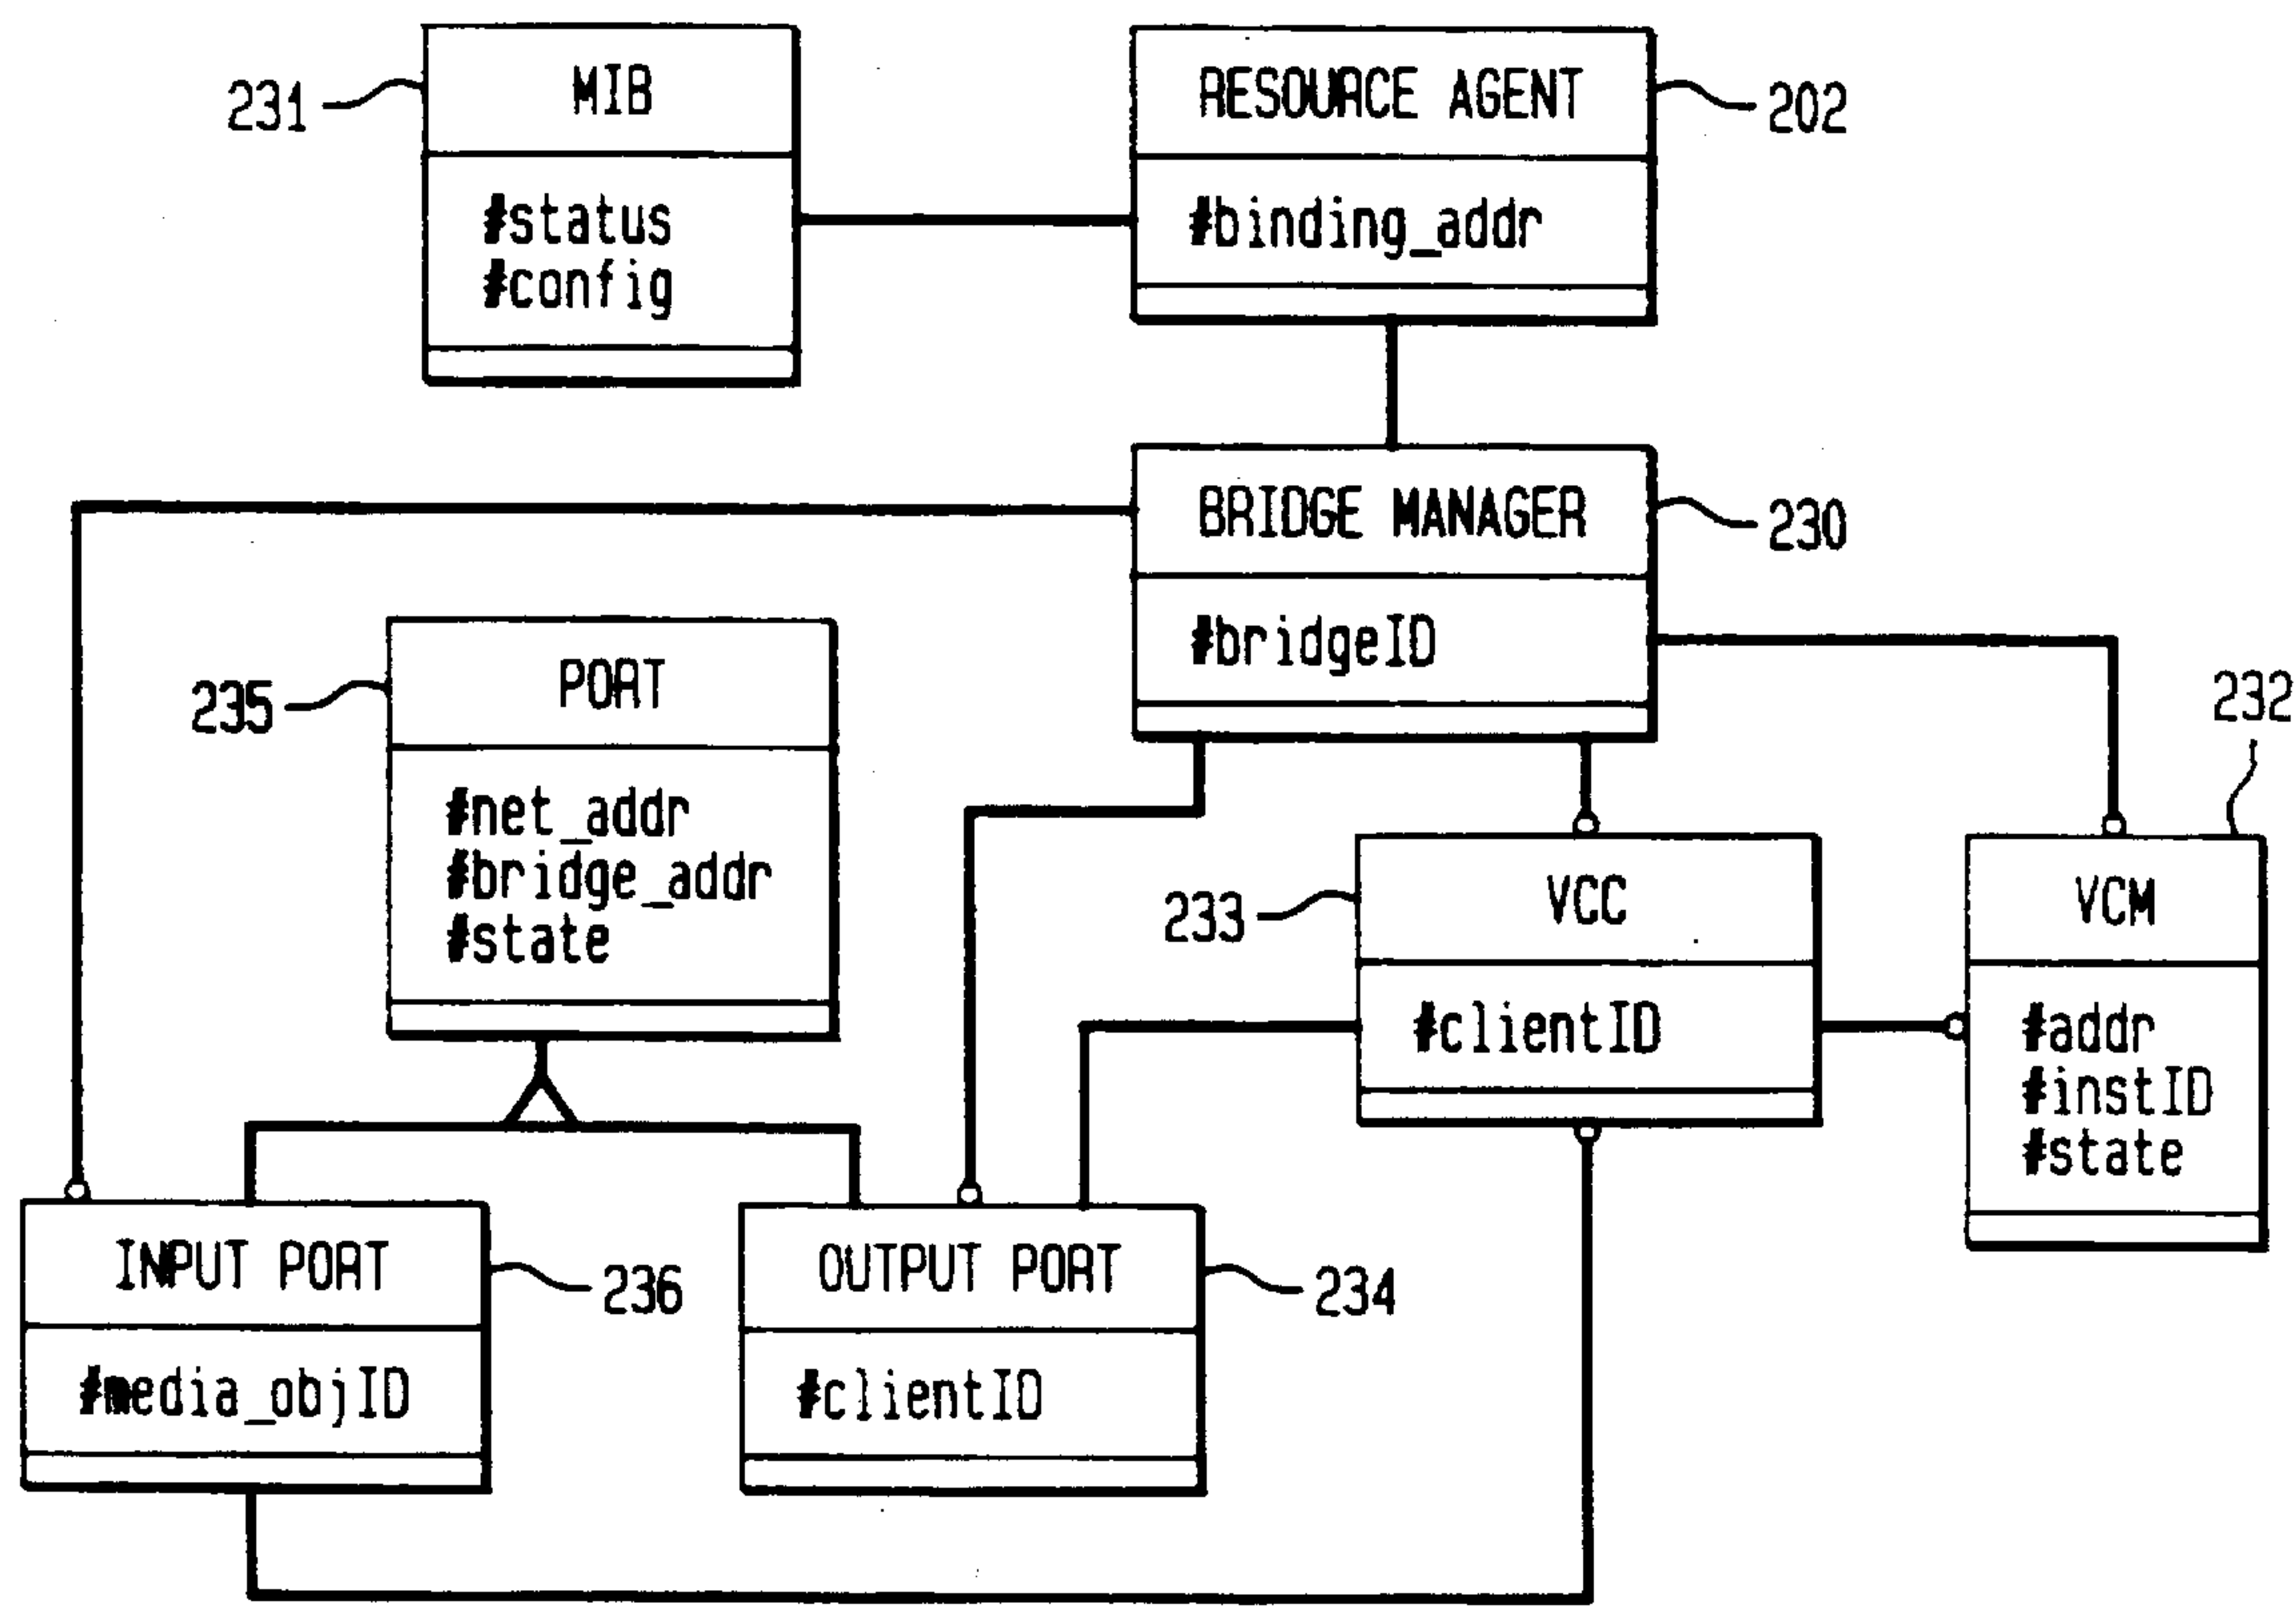 MIB
#status
#config
231
RESOURCE AGENT
#binding_addr
202
BRIDGE MANAGER
#bridgeID
230
PORT
#net_addr
#bridge_addr
#state
235
VCC
#clientID
233
VCM
#addr
#instID
#state
232
INPUT PORT
#media_objID
236
OUTPUT PORT
#clientID
234